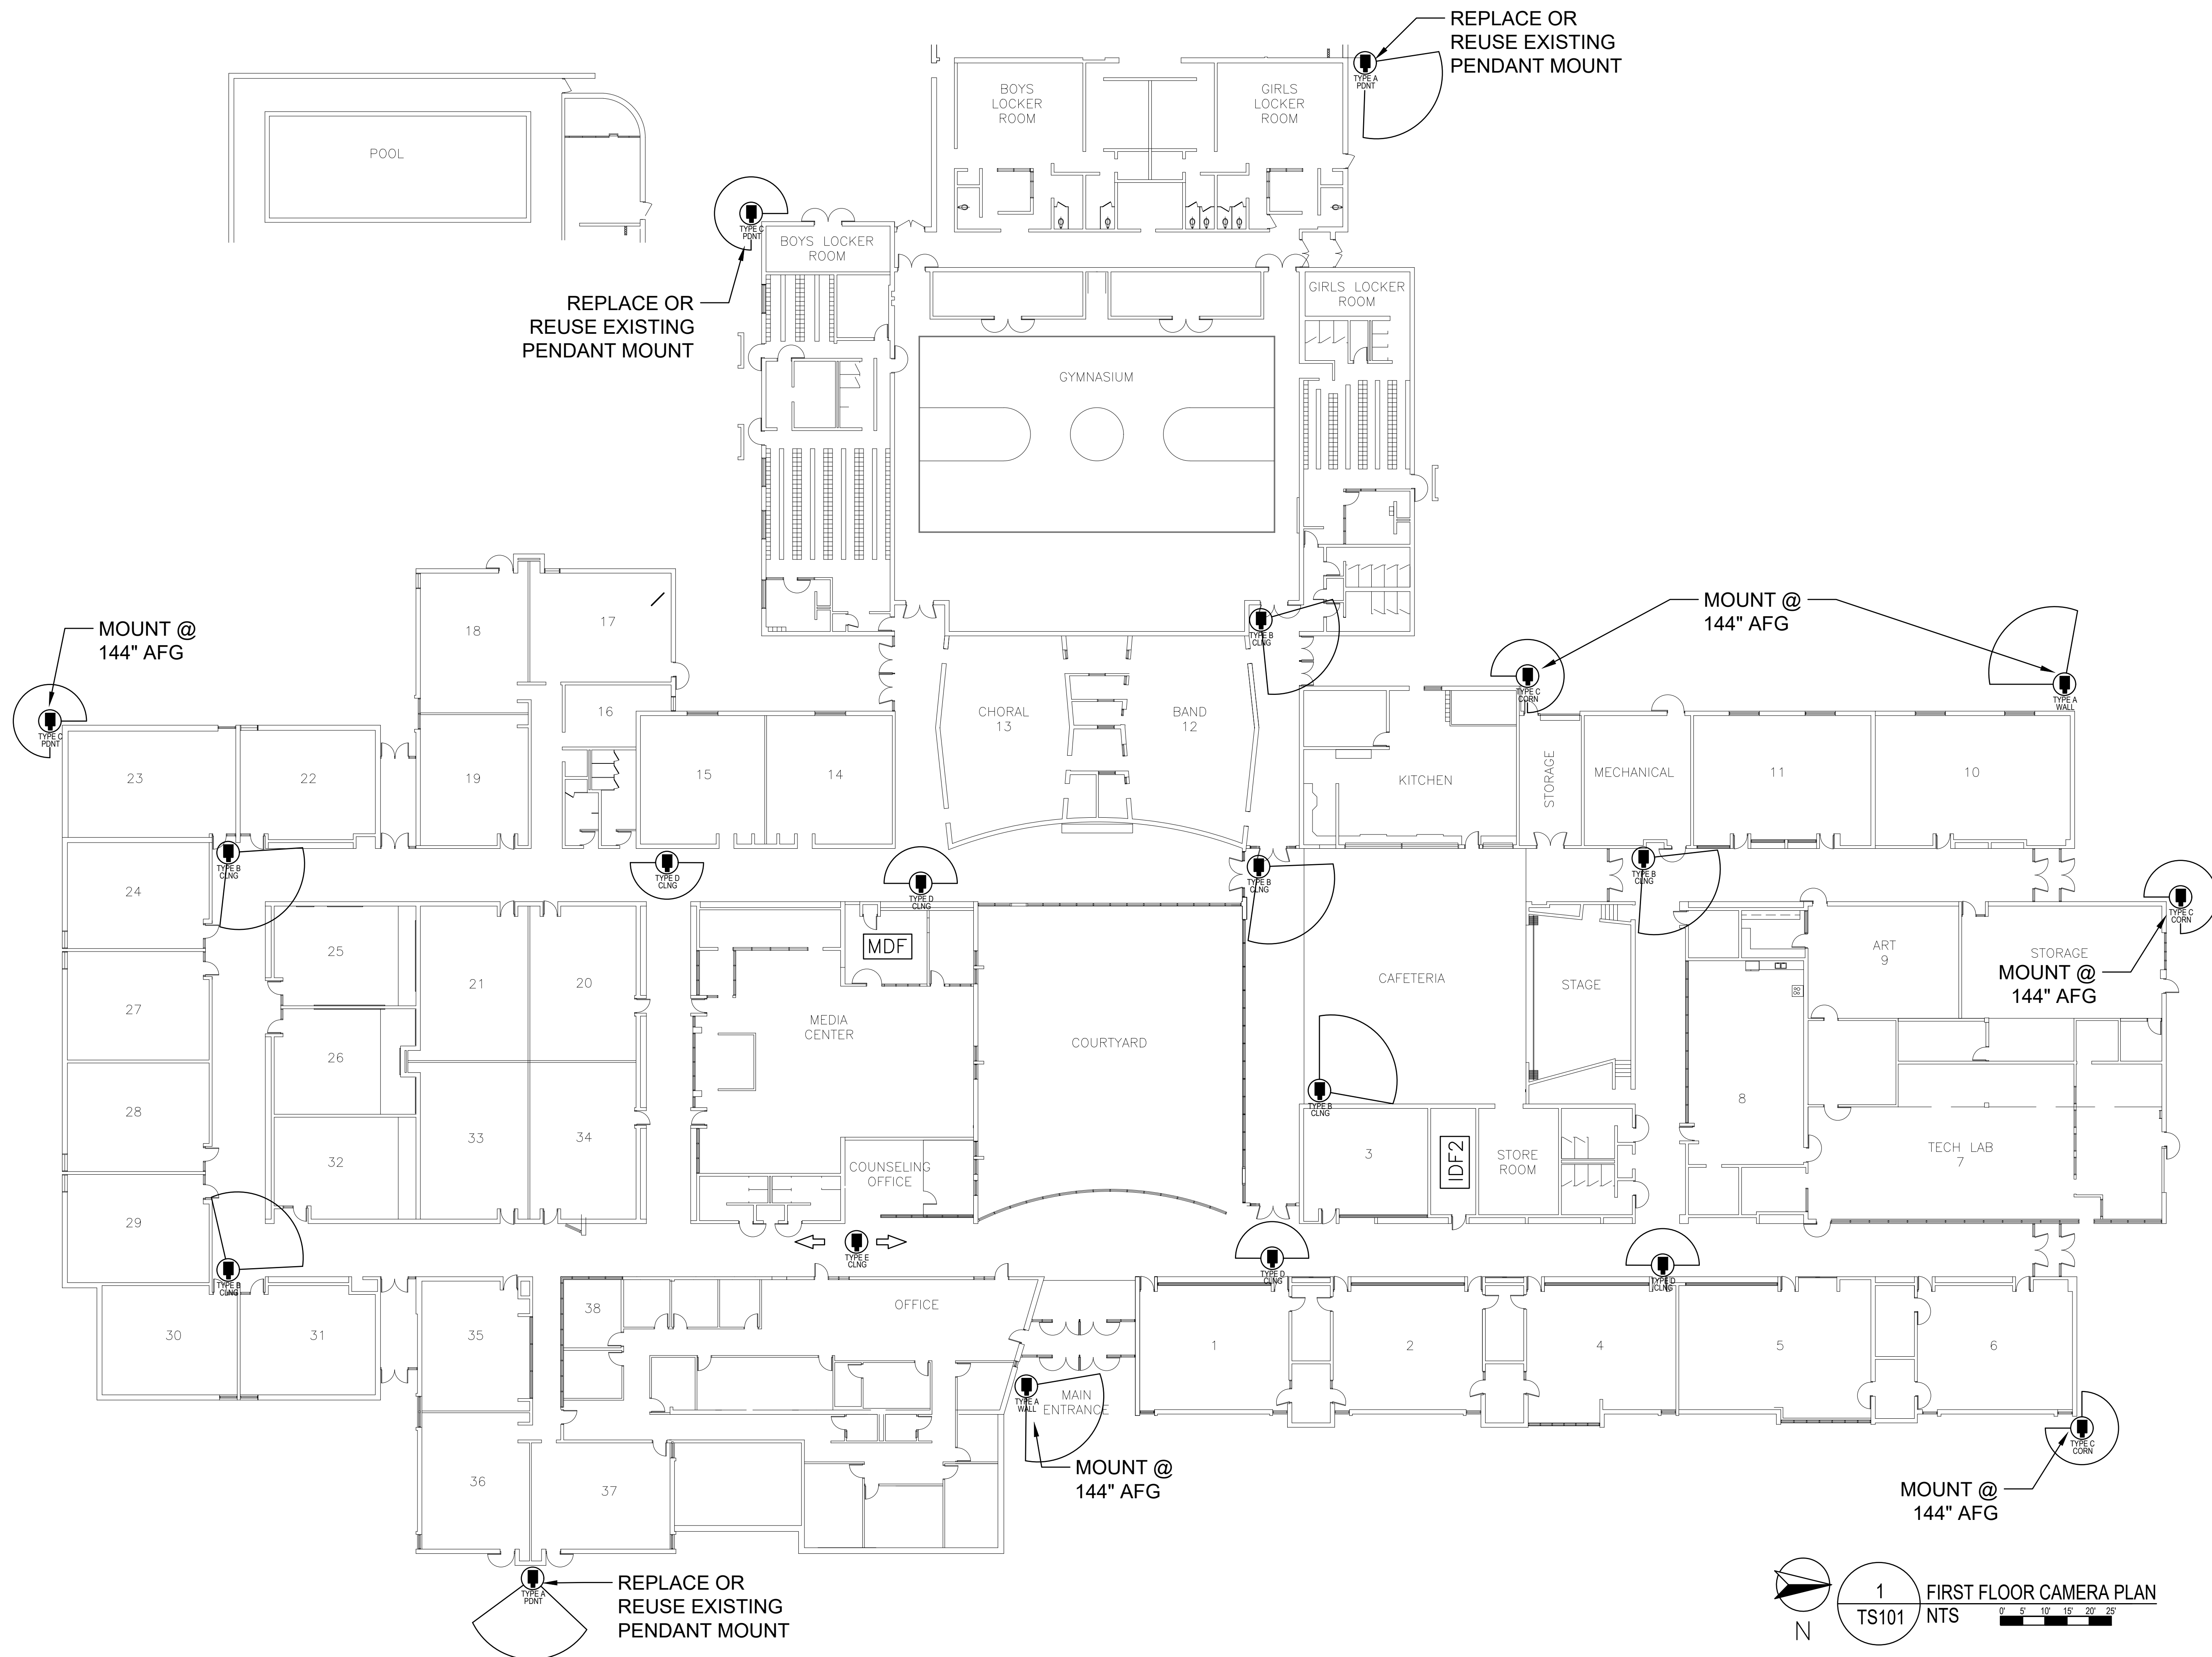 REPLACE OR
REUSE EXISTING
PENDANT MOUNT
TYPE A
PDNT
BOYS
LOCKER
ROOM
GIRLS
LOCKER
ROOM
POOL
TYPE C
PDNT
BOYS LOCKER
ROOM
REPLACE OR
REUSE EXISTING
PENDANT MOUNT
GIRLS LOCKER
ROOM
GYMNASIUM
MOUNT @
144" AFG
TYPE C
PDNT
18
17
16
19
15
14
23
22
TYPE B
CLNG
CHORAL
13
BAND
12
MOUNT @
144" AFG
TYPE C
CORN
TYPE A
WALL
KITCHEN
STORAGE
MECHANICAL
11
10
TYPE B
CLNG
TYPE D
CLNG
TYPE D
CLNG
TYPE B
CLNG
TYPE B
CLNG
TYPE C
CORN
MOUNT @
144" AFG
24
25
21
20
MDF
27
26
MEDIA
CENTER
COURTYARD
CAFETERIA
STAGE
ART
9
STORAGE
28
33
34
32
29
COUNSELING
OFFICE
TYPE B
CLNG
3
IDF2
STORE
ROOM
8
TECH LAB
7
TYPE B
CLNG
TYPE E
CLNG
TYPE D
CLNG
TYPE D
CLNG
30
31
35
38
OFFICE
1
2
4
5
6
TYPE A
WALL
MAIN
ENTRANCE
MOUNT @
144" AFG
TYPE C
CORN
MOUNT @
144" AFG
36
37
TYPE A
PDNT
REPLACE OR
REUSE EXISTING
PENDANT MOUNT
N
1
TS101
FIRST FLOOR CAMERA PLAN
NTS
0' 5' 10' 15' 20' 25'